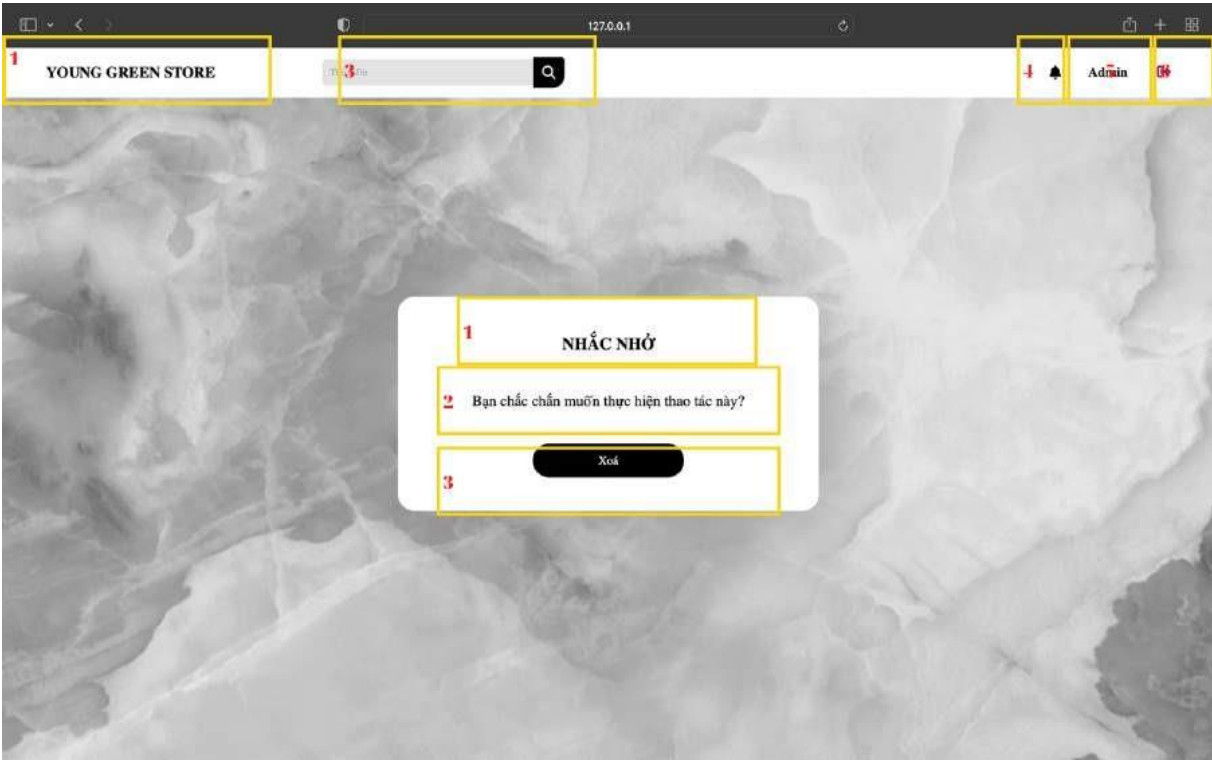 127.0.0.1
1 YOUNG GREEN STORE 3 4 Admin
1 NHẮC NHỞ
2 Bạn chắc chắn muốn thực hiện thao tác này?
Xoá
3